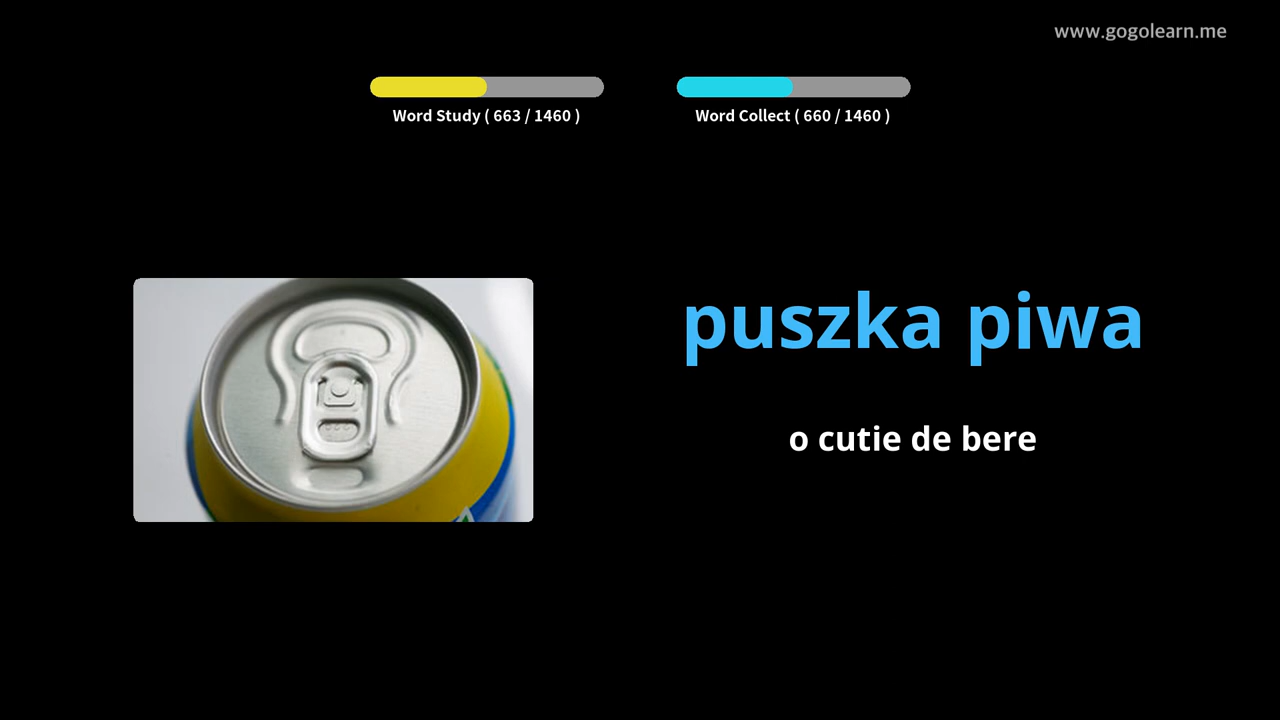 www.gogolearn.me
Word Study ( 663 / 1460 )
Word Collect ( 660 / 1460 )
puszka piwa
o cutie de bere